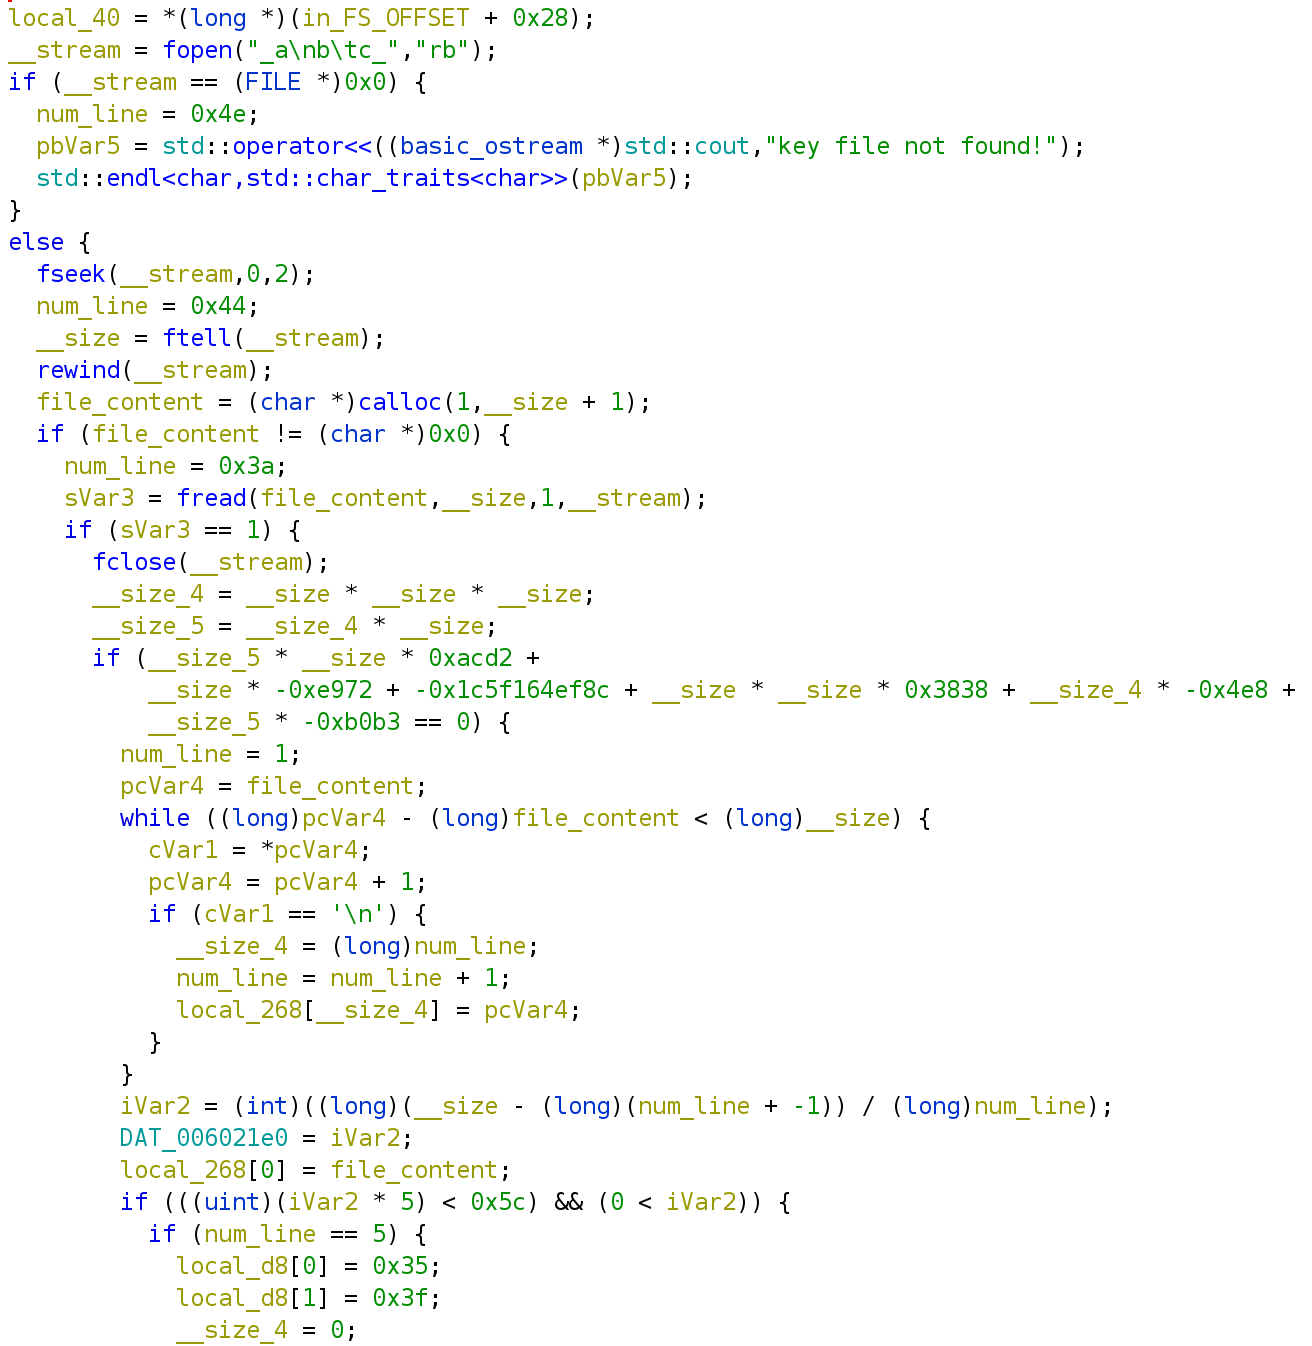 local_40 = *(long *)(in_FS_OFFSET + 0x28);
__stream = fopen("_a\nb\tc_","rb");
if (__stream == (FILE *)0x0) {
  num_line = 0x4e;
  pbVar5 = std::operator<<((basic_ostream *)std::cout,"key file not found!");
  std::endl<char,std::char_traits<char>>(pbVar5);
}
else {
  fseek(__stream,0,2);
  num_line = 0x44;
  __size = ftell(__stream);
  rewind(__stream);
  file_content = (char *)calloc(1,__size + 1);
  if (file_content != (char *)0x0) {
    num_line = 0x3a;
    sVar3 = fread(file_content,__size,1,__stream);
    if (sVar3 == 1) {
      fclose(__stream);
      __size_4 = __size * __size * __size;
      __size_5 = __size_4 * __size;
      if (__size_5 * __size * 0xacd2 +
          __size * -0xe972 + -0x1c5f164ef8c + __size * __size * 0x3838 + __size_4 * -0x4e8 +
          __size_5 * -0xb0b3 == 0) {
        num_line = 1;
        pcVar4 = file_content;
        while ((long)pcVar4 - (long)file_content < (long)__size) {
          cVar1 = *pcVar4;
          pcVar4 = pcVar4 + 1;
          if (cVar1 == '\n') {
            __size_4 = (long)num_line;
            num_line = num_line + 1;
            local_268[__size_4] = pcVar4;
          }
        }
        iVar2 = (int)((long)(__size - (long)(num_line + -1)) / (long)num_line);
        DAT_006021e0 = iVar2;
        local_268[0] = file_content;
        if (((uint)(iVar2 * 5) < 0x5c) && (0 < iVar2)) {
          if (num_line == 5) {
            local_d8[0] = 0x35;
            local_d8[1] = 0x3f;
            __size_4 = 0;